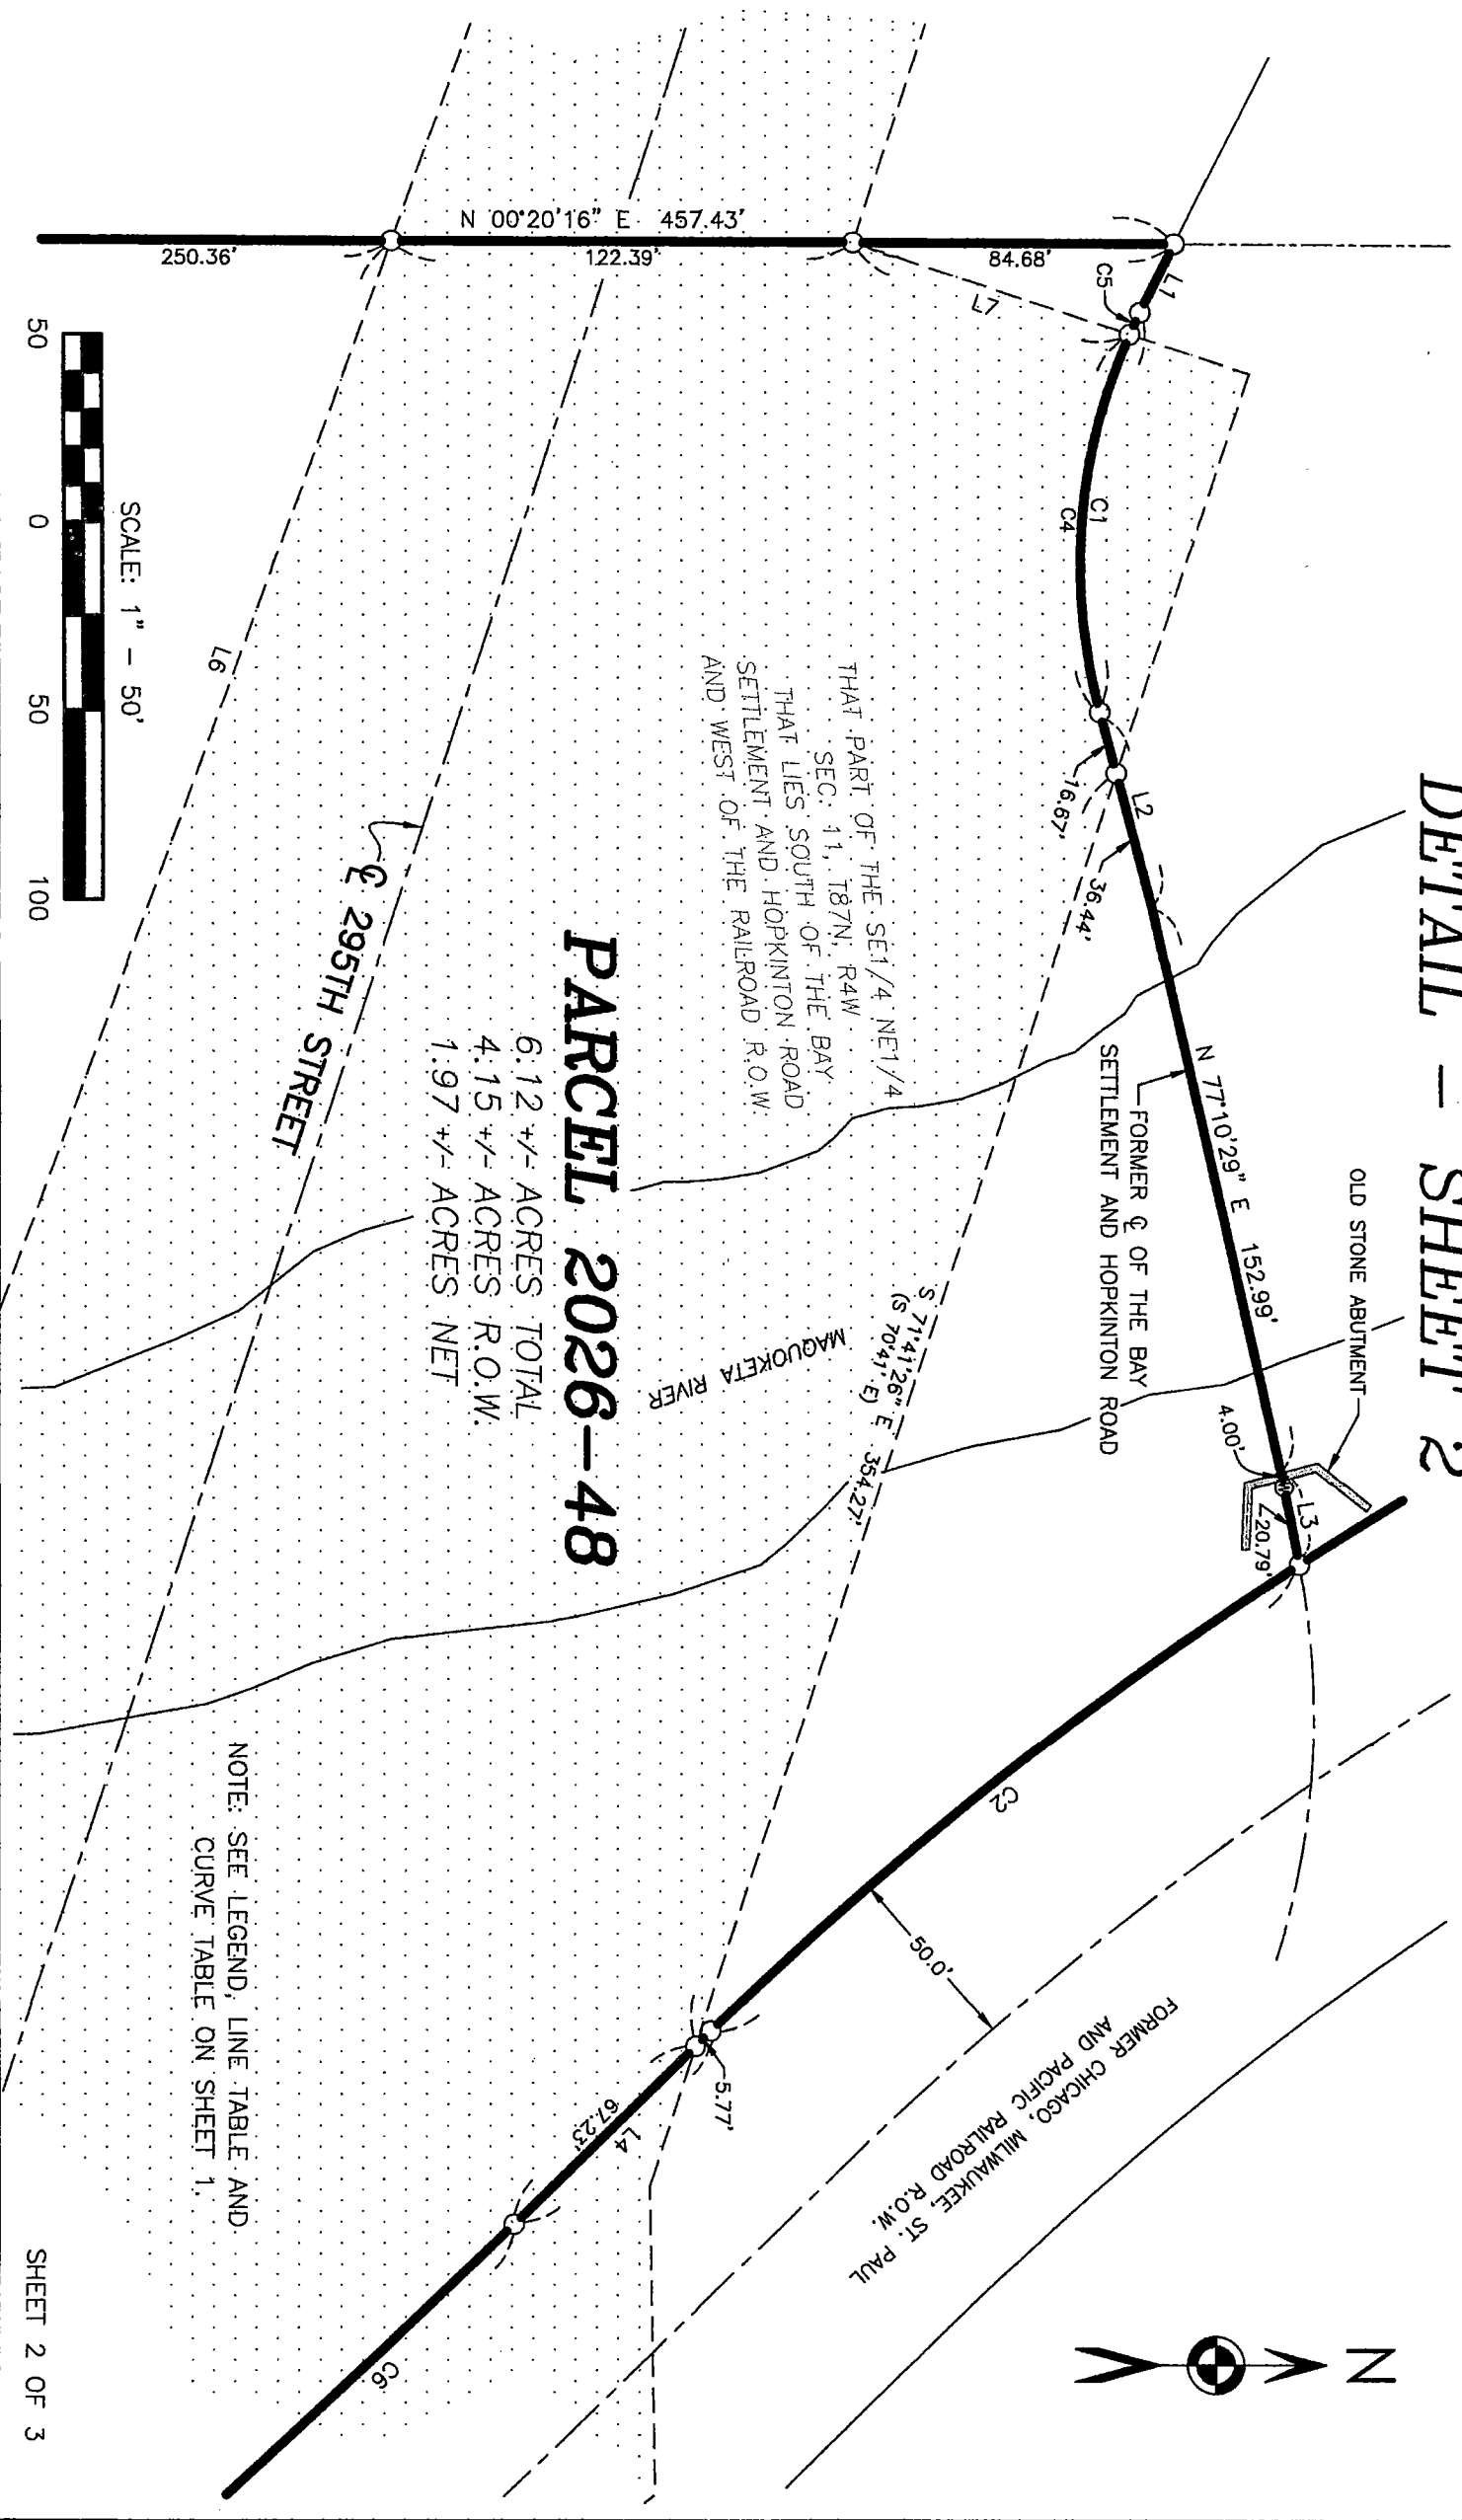 DETAIL - SHEET 2
N
OLD STONE ABUTMENT
N 00°20'16" E 457.43'
250.36'
122.39'
84.68'
L1
C5
L7
C1
C4
L2
16.67'
36.44'
N 77°10'29" E 152.99'
FORMER ℄ OF THE BAY
SETTLEMENT AND HOPKINTON ROAD
4.00'
L3
20.79'
THAT PART OF THE SE1/4 NE1/4
SEC. 11, T87N, R4W
THAT LIES SOUTH OF THE BAY
SETTLEMENT AND HOPKINTON ROAD
AND WEST OF THE RAILROAD R.O.W.
S 71°41'26" E 354.27'
(S 70°41' E)
MAQUOKETA RIVER
C2
50.0'
FORMER CHICAGO, MILWAUKEE, ST. PAUL
AND PACIFIC RAILROAD R.O.W.
PARCEL 2026-48
6.12 +/- ACRES TOTAL
4.15 +/- ACRES R.O.W.
1.97 +/- ACRES NET
5.77'
L4
67.23'
C6
℄ 295TH STREET
L6
NOTE: SEE LEGEND, LINE TABLE AND
CURVE TABLE ON SHEET 1.
SCALE: 1" - 50'
50 0 50 100
SHEET 2 OF 3